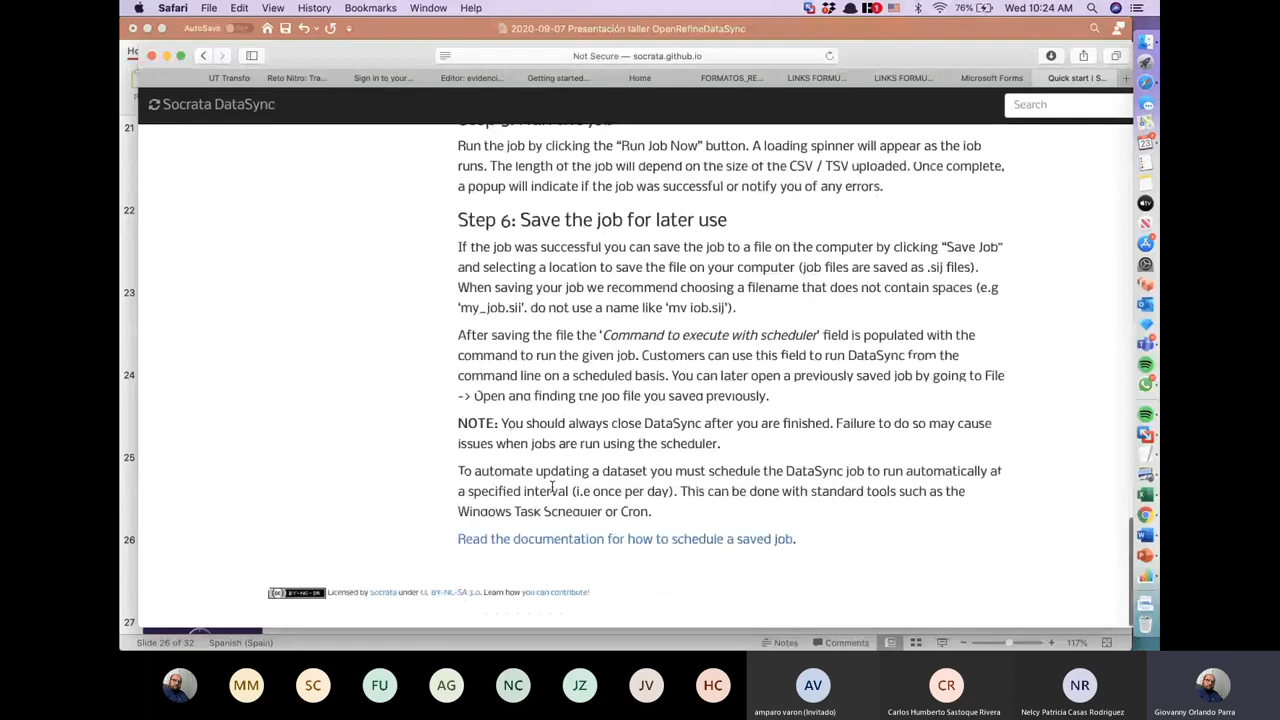 Safari File Edit View History Bookmarks Window Help 76% Wed 10:24 AM
AutoSave 2020-09-07 Presentación taller OpenRefineDataSync
Not Secure — socrata.github.io
UT Transfo Reto Nitro: Tra... Sign in to your... Editor: evidenci... Getting started... Home FORMATOS_RE... LINKS FORMU... LINKS FORMU... Microsoft Forms Quick start | S...
Socrata DataSync Search
Run the job by clicking the “Run Job Now” button. A loading spinner will appear as the job
runs. The length of the job will depend on the size of the CSV / TSV uploaded. Once complete,
a popup will indicate if the job was successful or notify you of any errors.
Step 6: Save the job for later use
If the job was successful you can save the job to a file on the computer by clicking “Save Job”
and selecting a location to save the file on your computer (job files are saved as .sij files).
When saving your job we recommend choosing a filename that does not contain spaces (e.g
‘my_job.sij’. do not use a name like ‘my job.sij’).
After saving the file the ‘Command to execute with scheduler’ field is populated with the
command to run the given job. Customers can use this field to run DataSync from the
command line on a scheduled basis. You can later open a previously saved job by going to File
-> Open and finding the job file you saved previously.
NOTE: You should always close DataSync after you are finished. Failure to do so may cause
issues when jobs are run using the scheduler.
To automate updating a dataset you must schedule the DataSync job to run automatically at
a specified interval (i.e once per day). This can be done with standard tools such as the
Windows Task Scheduler or Cron.
Read the documentation for how to schedule a saved job.
Licensed by Socrata under CC BY-NC-SA 3.0. Learn how you can contribute!
21
22
23
24
25
26
27
Slide 26 of 32 Spanish (Spain) Notes Comments 117%
MM SC FU AG NC JZ JV HC AV CR NR
amparo varon (Invitado) Carlos Humberto Sastoque Rivera Nelcy Patricia Casas Rodriguez Giovanny Orlando Parra